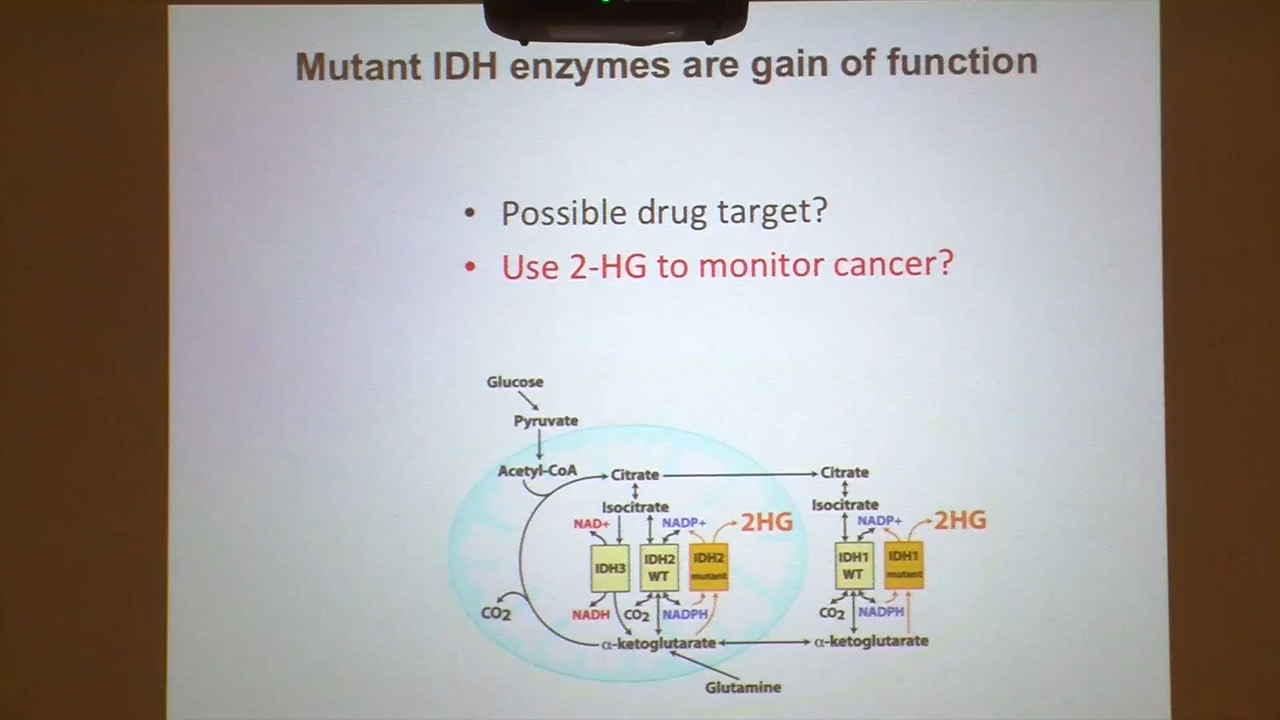 Mutant IDH enzymes are gain of function
• Possible drug target?
• Use 2-HG to monitor cancer?
Glucose
Pyruvate
Acetyl-CoA
Citrate
Citrate
Isocitrate
Isocitrate
NAD+
NADP+
2HG
NADP+
2HG
IDH3
IDH2
WT
IDH2
mutant
IDH1
WT
IDH1
mutant
CO2
NADH
CO2
NADPH
CO2
NADPH
α-ketoglutarate
α-ketoglutarate
Glutamine